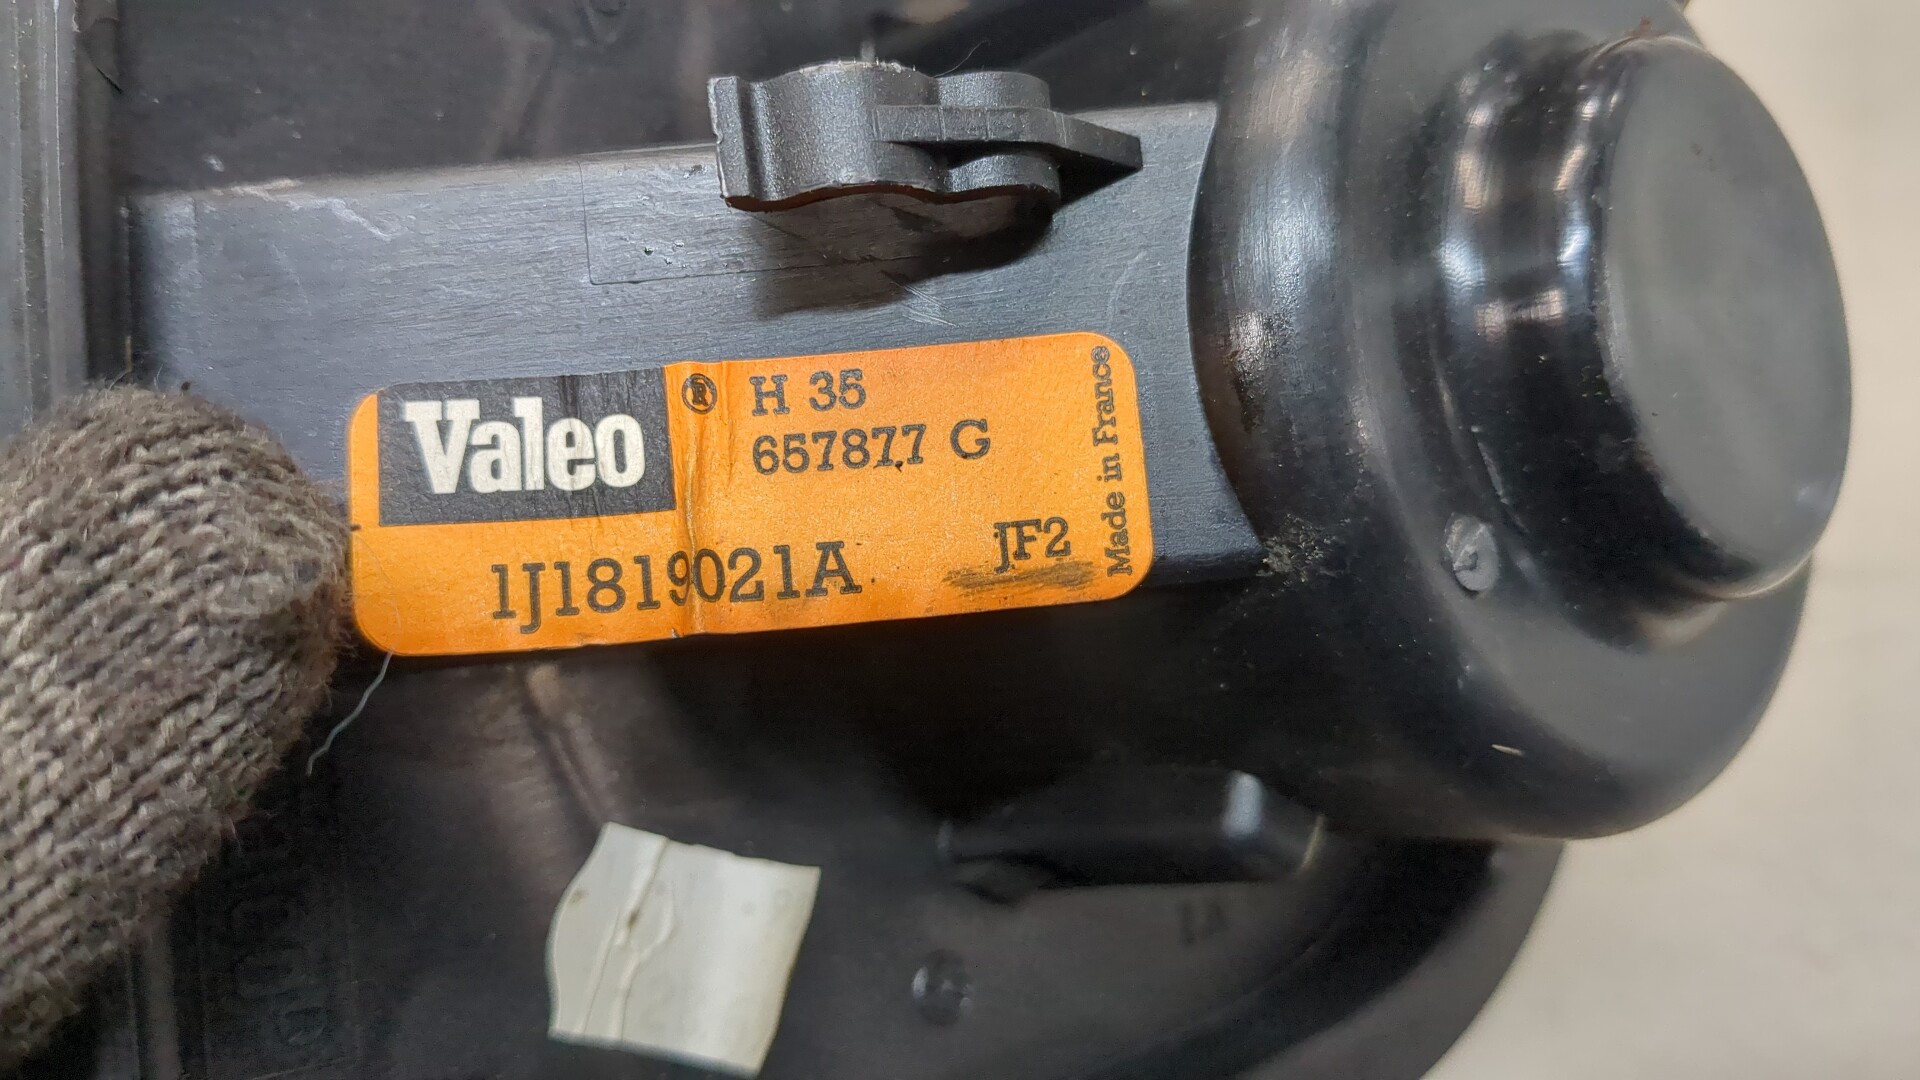 Valeo ®
H 35
657877 G
1J1819021A
JF2
Made in France